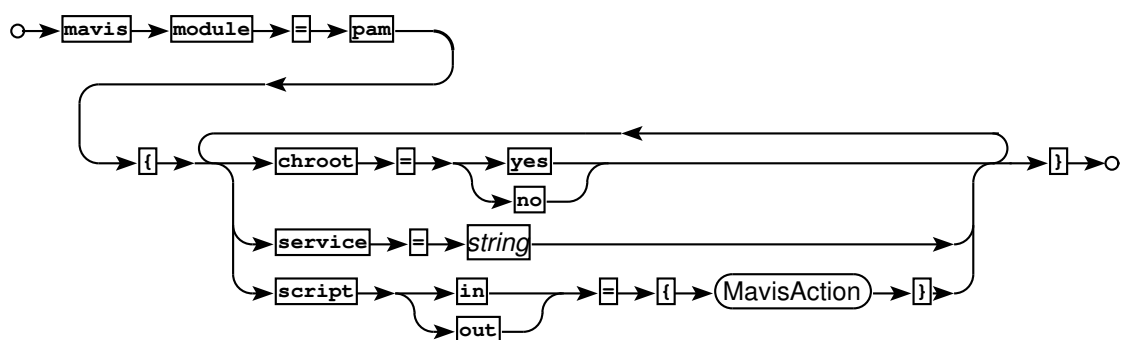 mavis module = pam
{ chroot = yes }
no
service = string
script in = { MavisAction }
out